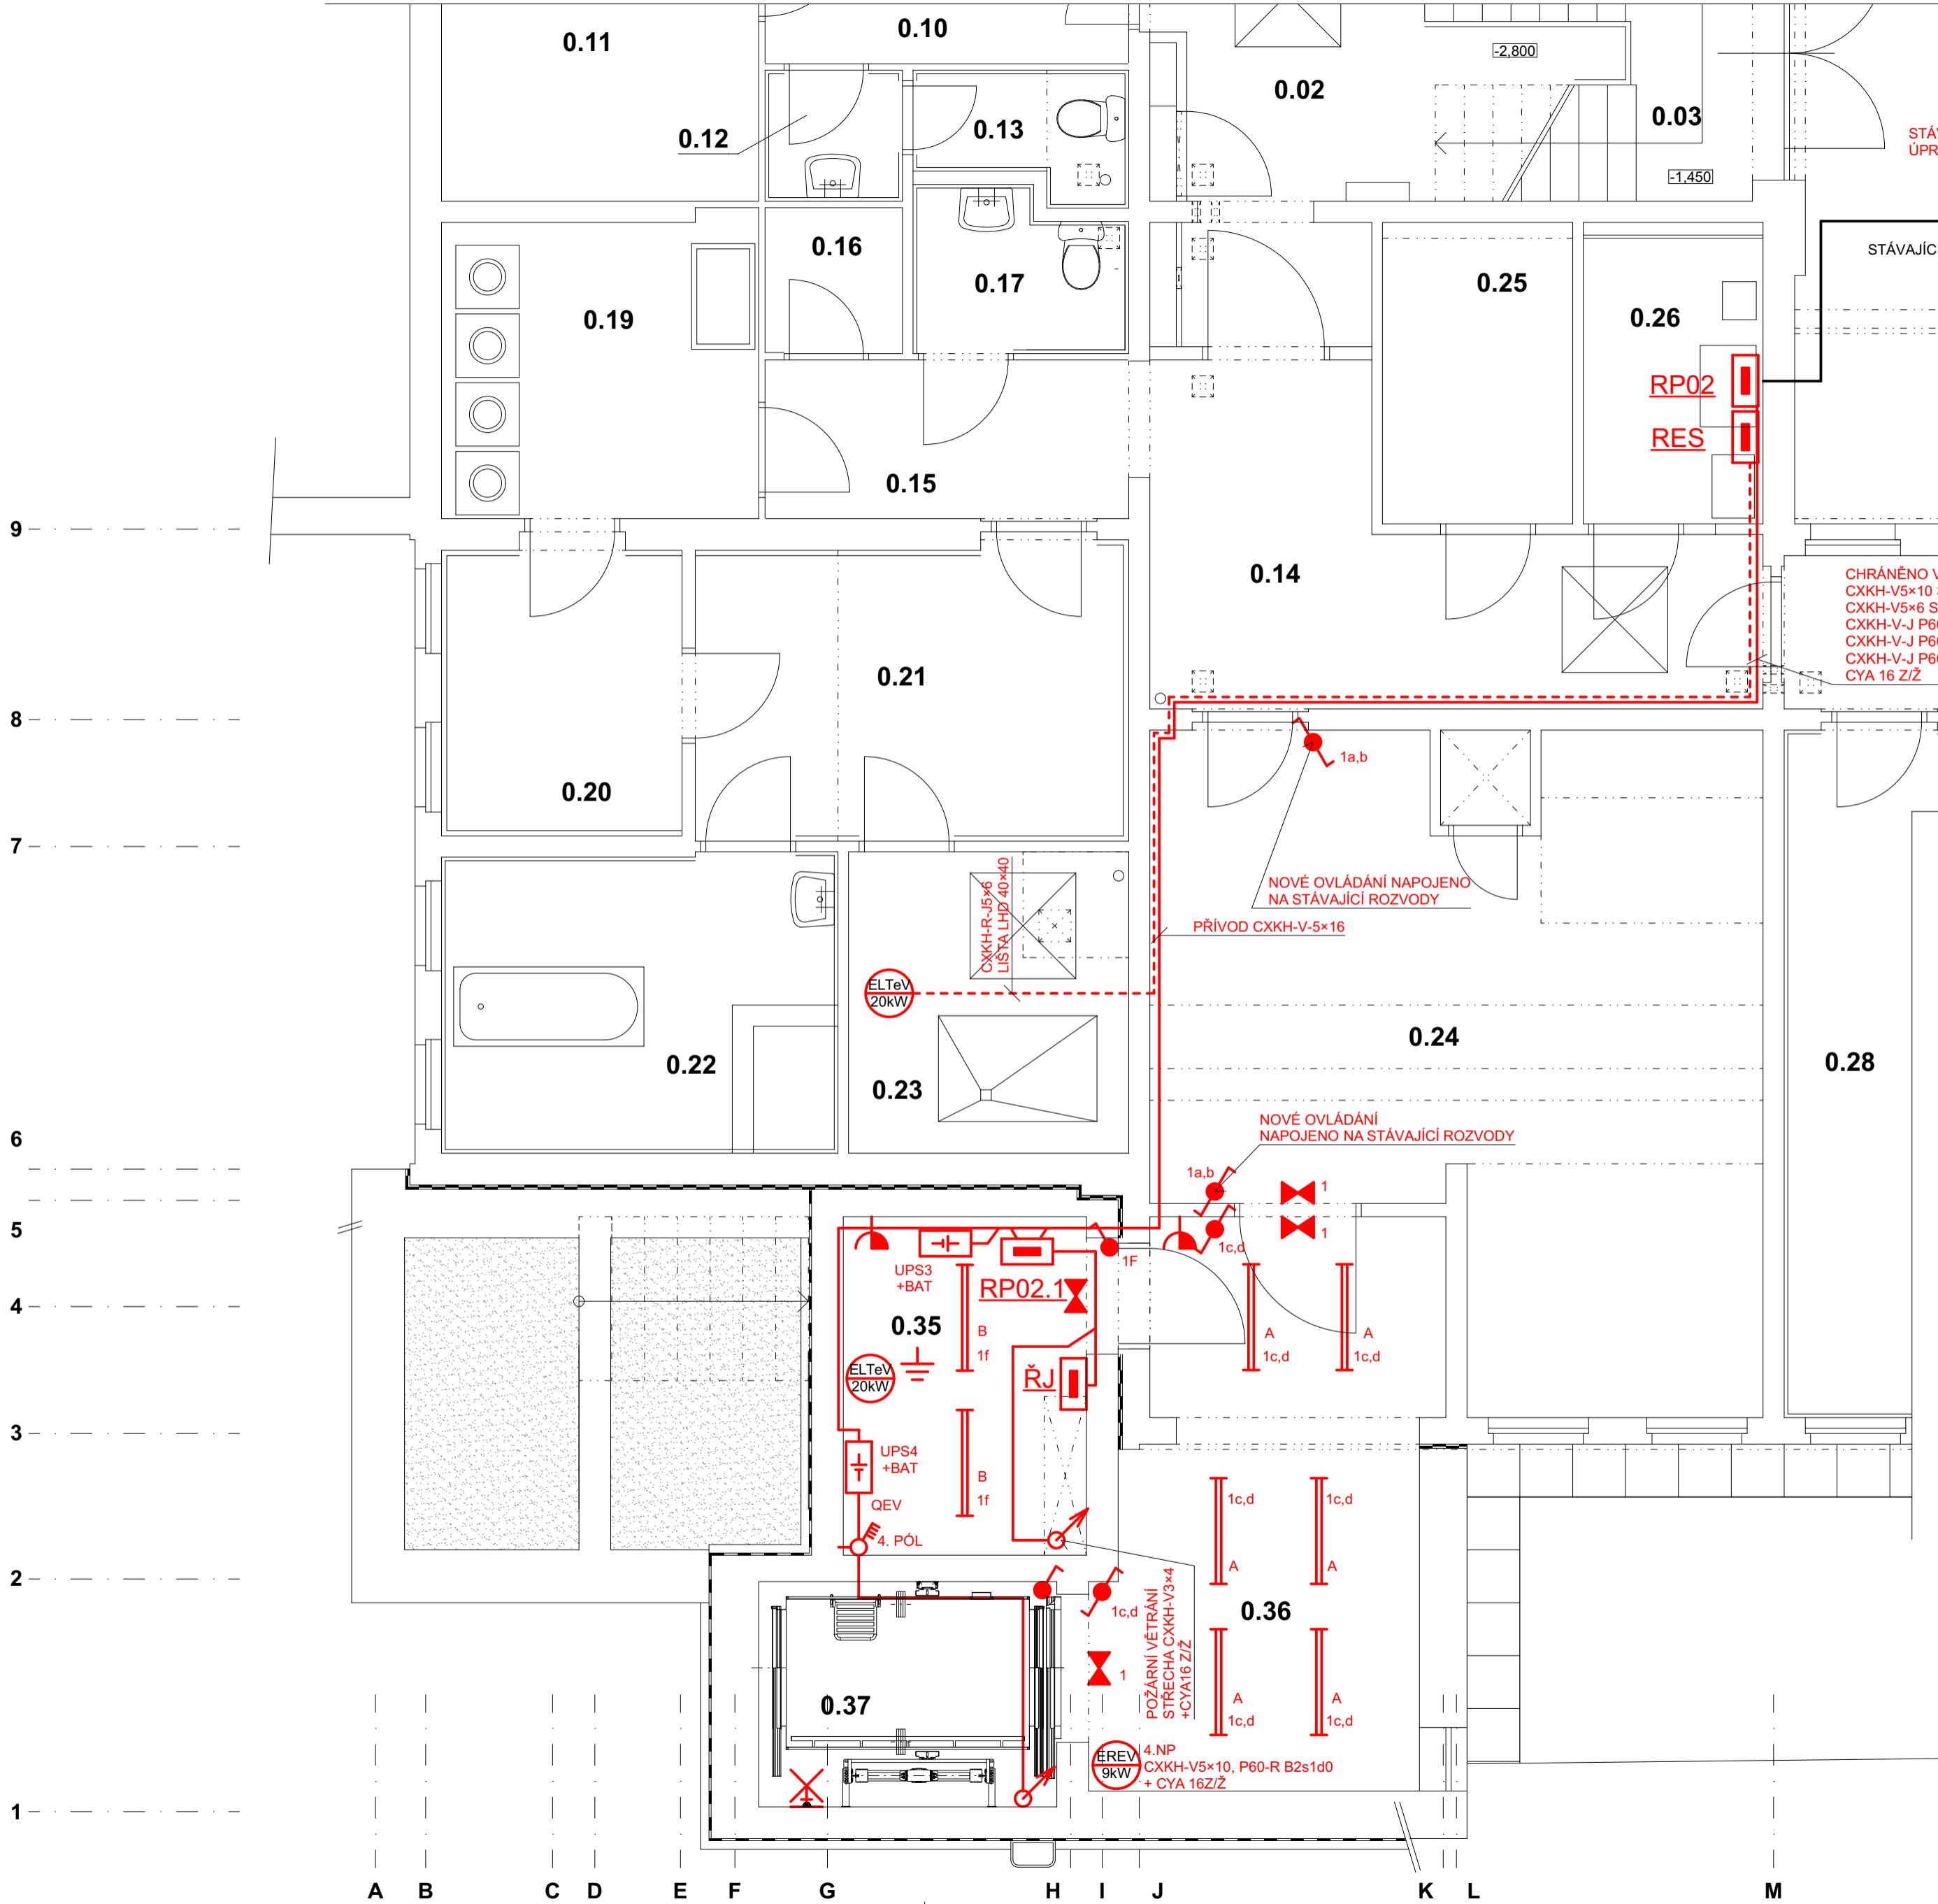 0.11
0.10
-2,800
0.02
0.12
0.13
0.03
-1,450
STÁV
ÚPR
0.16
0.17
0.19
0.25
0.26
STÁVAJÍC
RP02
RES
0.15
9
0.14
CHRÁNĚNO V
CXKH-V5×10
CXKH-V5×6 S
CXKH-V-J P60
CXKH-V-J P60
CXKH-V-J P60
CYA 16 Z/Ž
0.21
8
1a,b
0.20
7
NOVÉ OVLÁDÁNÍ NAPOJENO
NA STÁVAJÍCÍ ROZVODY
CXKH-R-J5×6
LIŠTA LHD 40×40
PŘÍVOD CXKH-V-5×16
ELTeV
20kW
0.24
0.22
0.23
0.28
6
NOVÉ OVLÁDÁNÍ
NAPOJENO NA STÁVAJÍCÍ ROZVODY
1a,b
1
5
1
1c,d
1F
UPS3
+BAT
RP02.1
4
0.35
B
1f
A
1c,d
A
1c,d
ELTeV
20kW
ŘJ
3
UPS4
+BAT
B
1f
1c,d
1c,d
QEV
4. PÓL
A
A
2
POŽÁRNÍ VĚTRÁNÍ
STŘECHA CXKH-V3×4
+CYA16 Z/Ž
1c,d
0.36
1
0.37
A
1c,d
A
1c,d
EREV
9kW
4.NP
CXKH-V5×10, P60-R B2s1d0
+ CYA 16Z/Ž
1
A B C D E F G H I J K L M